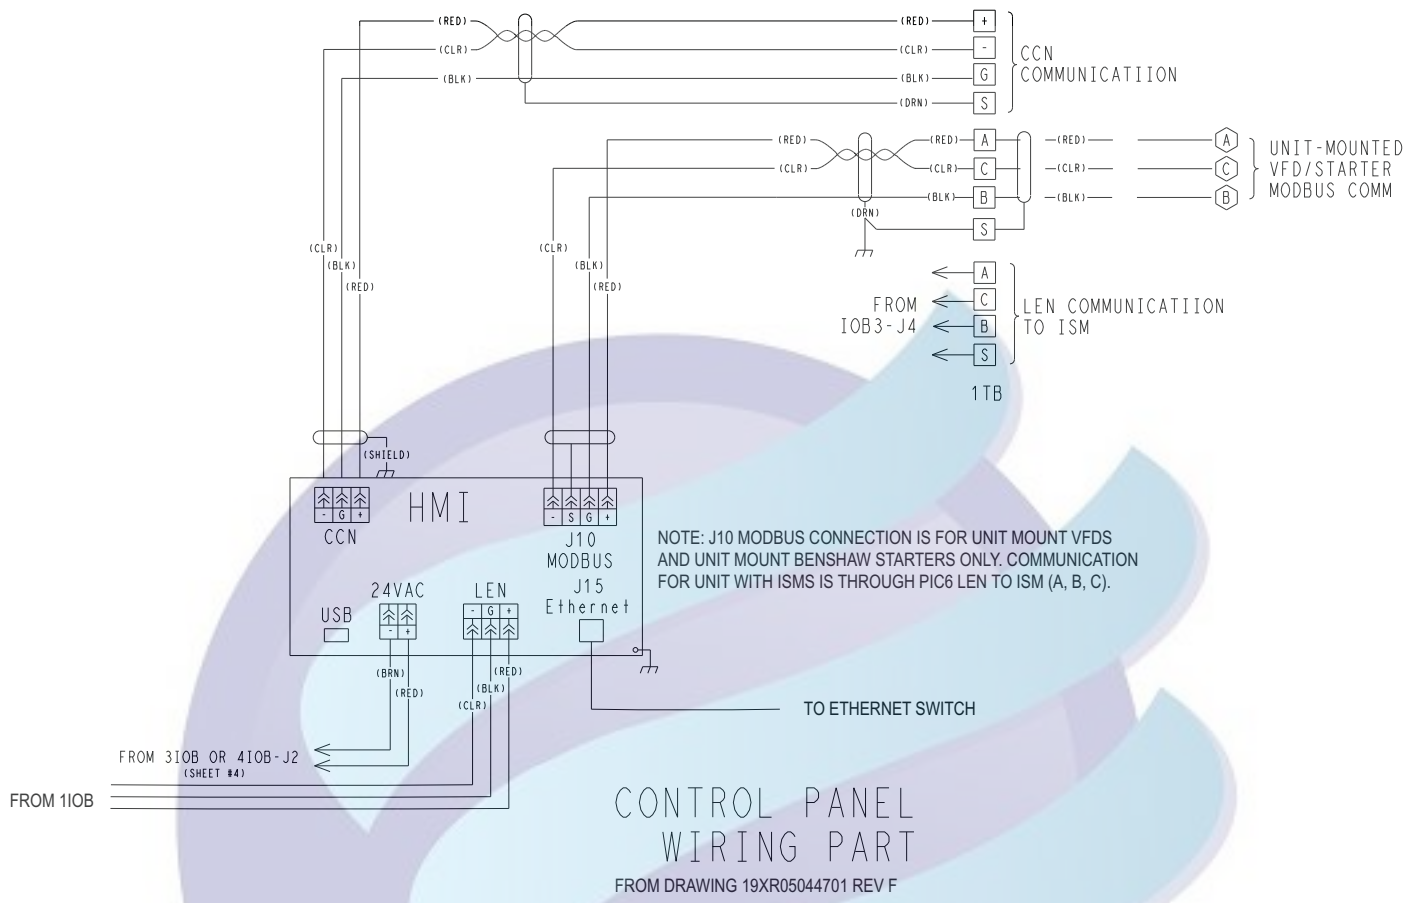 (RED) (RED) +
(CLR) (CLR) -
(BLK) (BLK) G
(DRN) S
CCN
COMMUNICATIION
(RED) (RED) A (RED) A
(CLR) (CLR) C (CLR) C
(BLK) B (BLK) B
(DRN)
S
UNIT-MOUNTED
VFD/STARTER
MODBUS COMM
(CLR)
(BLK)
(RED)
(CLR)
(BLK)
(RED)
A
C
B
S
FROM
IOB3-J4
LEN COMMUNICATIION
TO ISM
1TB
(SHIELD)
HMI
- G +
CCN
- S G +
J10
MODBUS
J15
Ethernet
24VAC
- +
LEN
- G +
USB
NOTE: J10 MODBUS CONNECTION IS FOR UNIT MOUNT VFDS
AND UNIT MOUNT BENSHAW STARTERS ONLY. COMMUNICATION
FOR UNIT WITH ISMS IS THROUGH PIC6 LEN TO ISM (A, B, C).
(BRN)
(RED)
(RED)
(BLK)
(CLR)
TO ETHERNET SWITCH
FROM 3IOB OR 4IOB-J2
(SHEET #4)
FROM 1IOB
CONTROL PANEL
WIRING PART
FROM DRAWING 19XR05044701 REV F